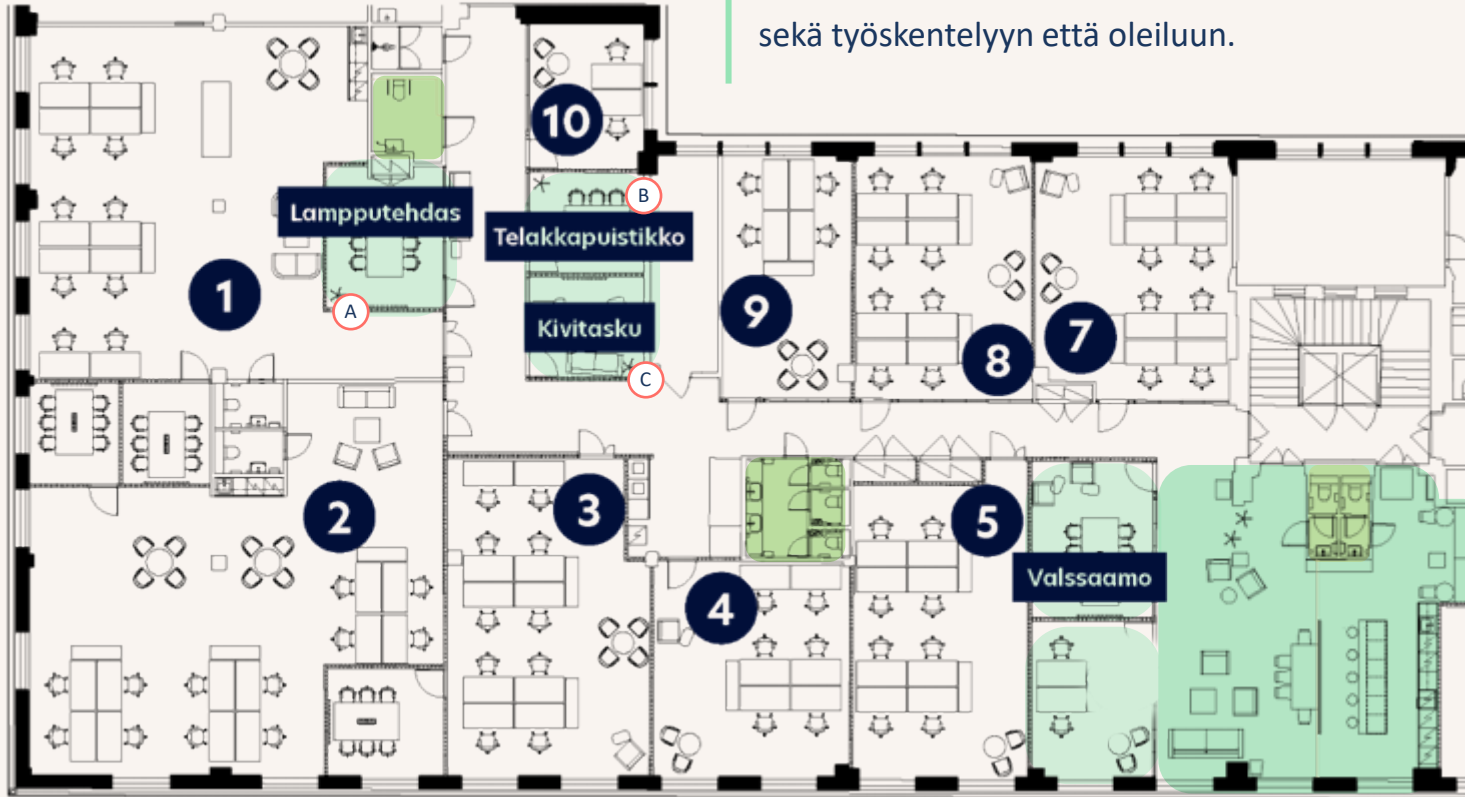 sekä työskentelyyn että oleiluun.
10
Lampputehdas
B
Telakkapuistikko
1
A
Kivitasku
9
8
7
C
2
3
5
Valssaamo
4